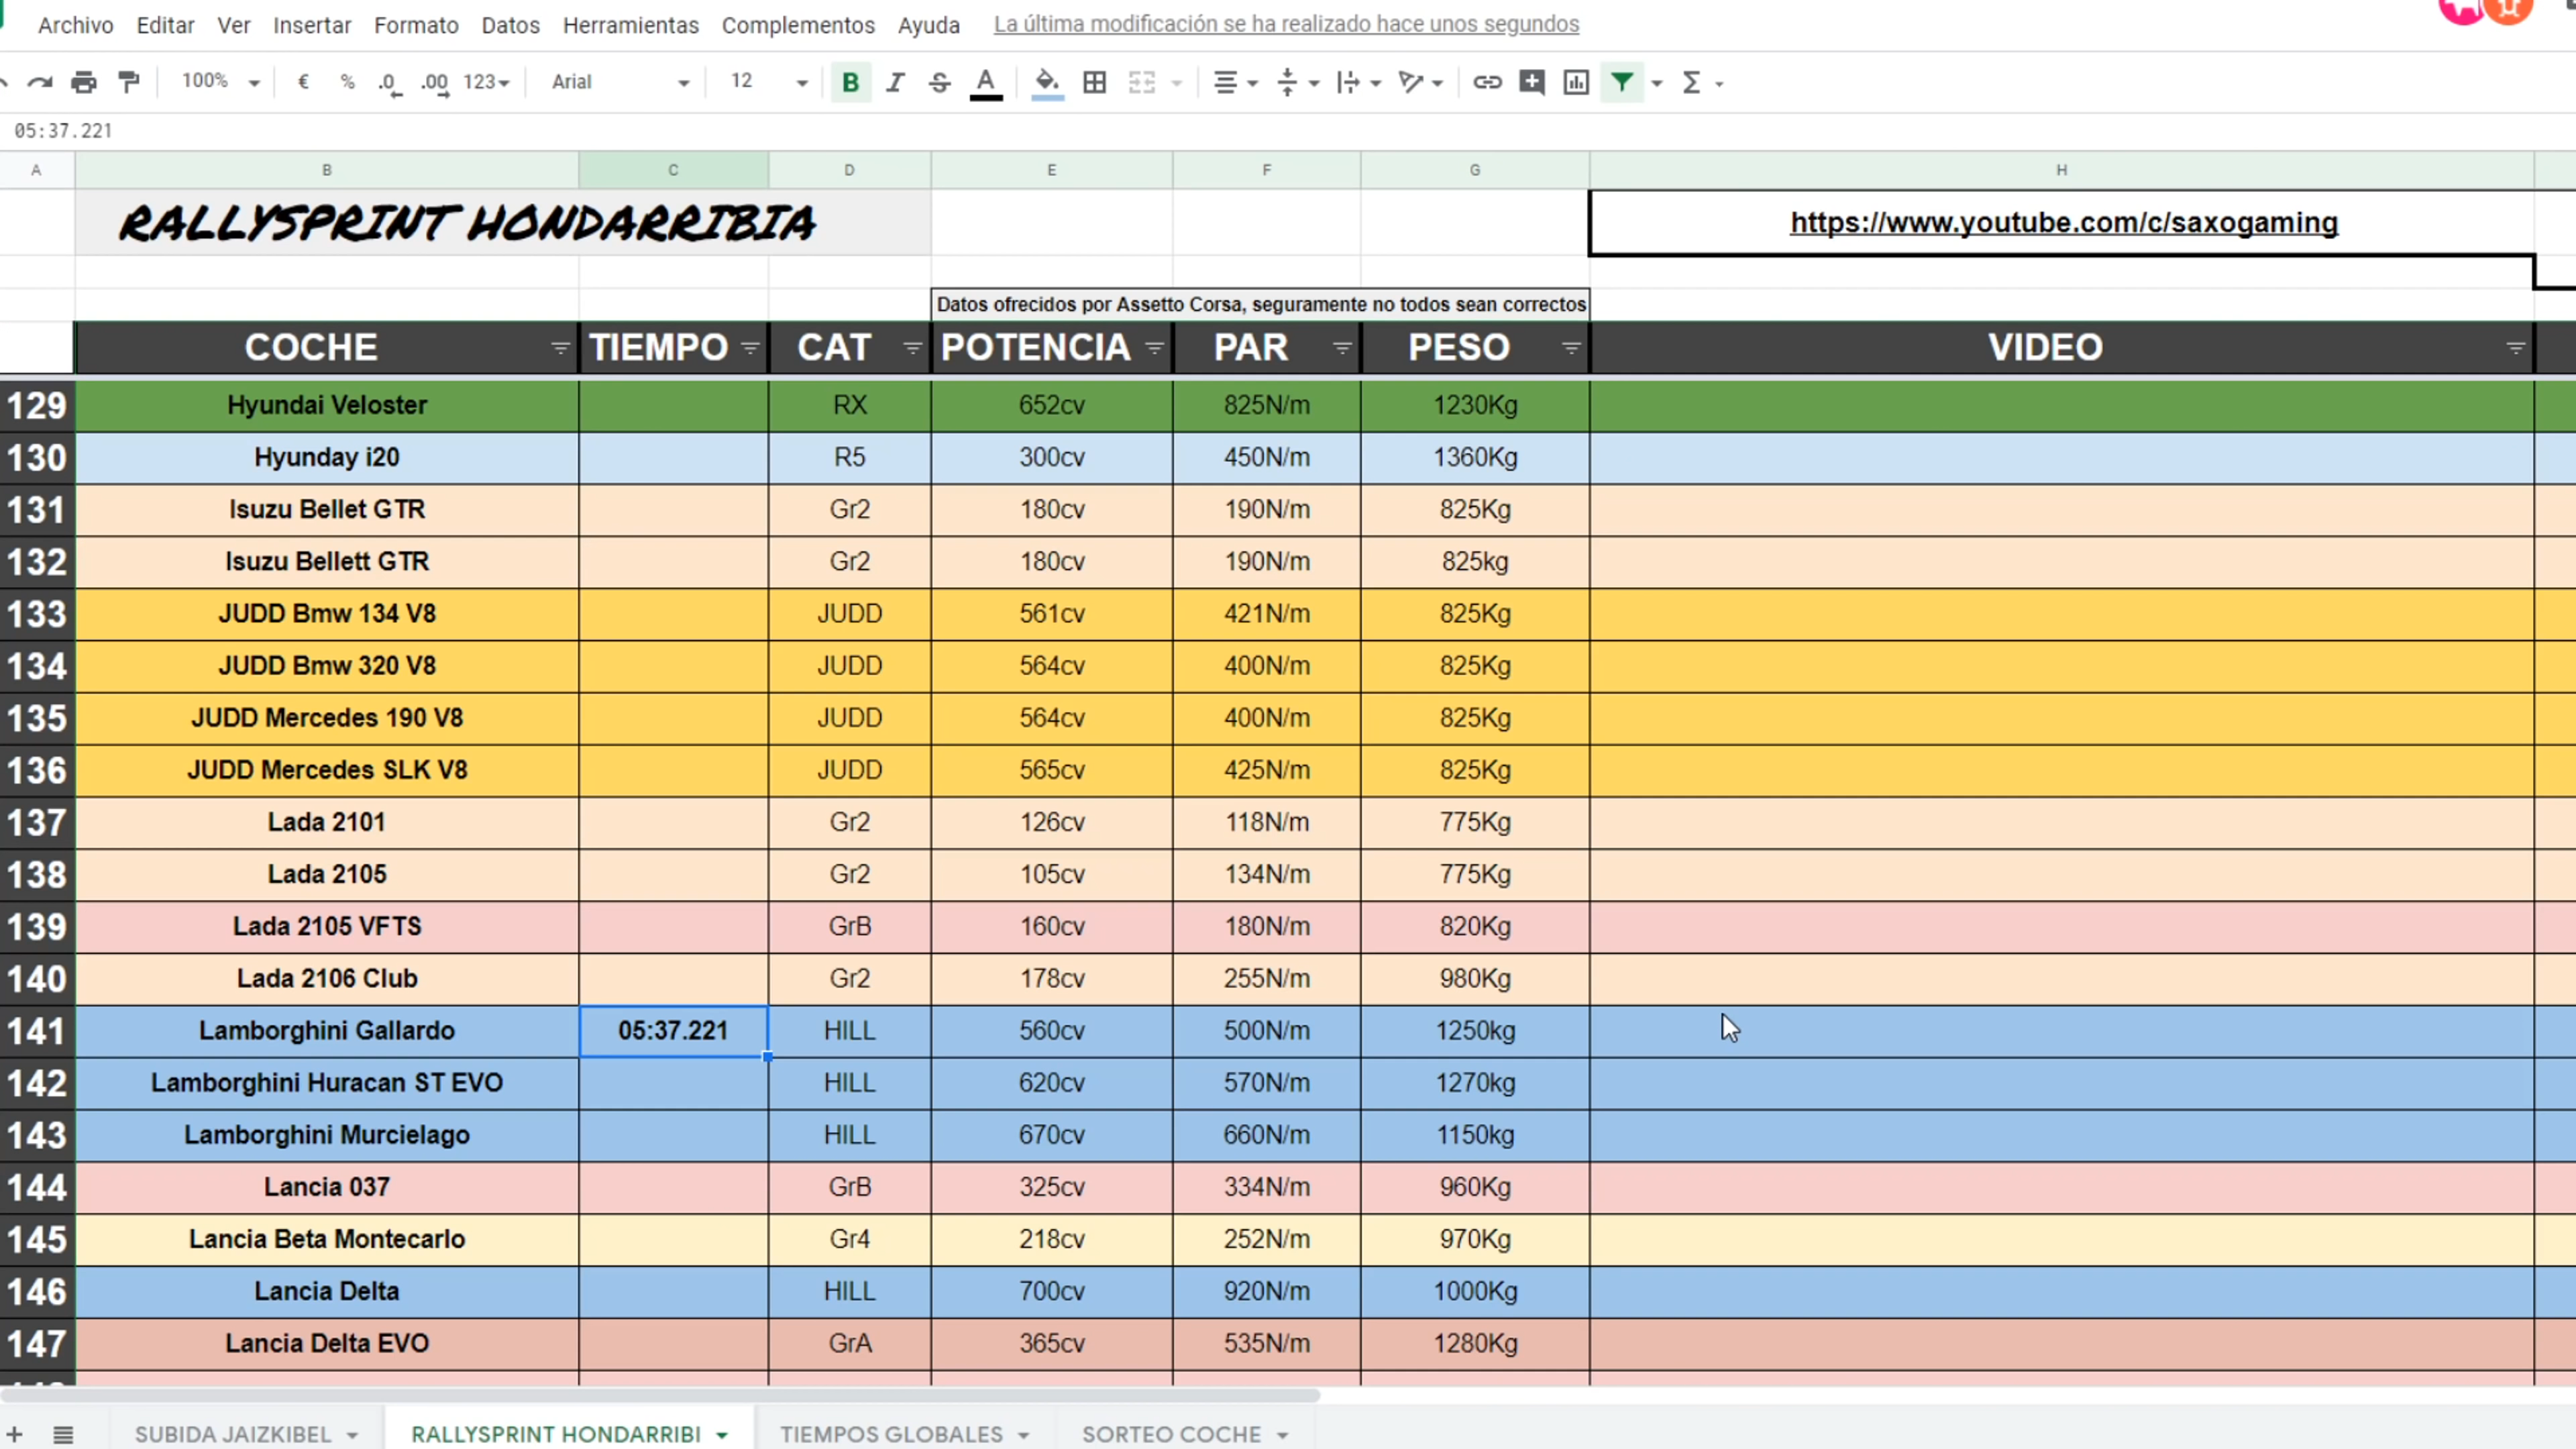 Archivo Editar Ver Insertar Formato Datos Herramientas Complementos Ayuda La última modificación se ha realizado hace unos segundos
100% € % .0 .00 123 Arial 12 B I S A Σ
05:37.221
A B C D E F G H
RALLYSPRINT HONDARRIBIA https://www.youtube.com/c/saxogaming
Datos ofrecidos por Assetto Corsa, seguramente no todos sean correctos
COCHE TIEMPO CAT POTENCIA PAR PESO VIDEO
129 Hyundai Veloster RX 652cv 825N/m 1230Kg
130 Hyunday i20 R5 300cv 450N/m 1360Kg
131 Isuzu Bellet GTR Gr2 180cv 190N/m 825Kg
132 Isuzu Bellett GTR Gr2 180cv 190N/m 825kg
133 JUDD Bmw 134 V8 JUDD 561cv 421N/m 825Kg
134 JUDD Bmw 320 V8 JUDD 564cv 400N/m 825Kg
135 JUDD Mercedes 190 V8 JUDD 564cv 400N/m 825Kg
136 JUDD Mercedes SLK V8 JUDD 565cv 425N/m 825Kg
137 Lada 2101 Gr2 126cv 118N/m 775Kg
138 Lada 2105 Gr2 105cv 134N/m 775Kg
139 Lada 2105 VFTS GrB 160cv 180N/m 820Kg
140 Lada 2106 Club Gr2 178cv 255N/m 980Kg
141 Lamborghini Gallardo 05:37.221 HILL 560cv 500N/m 1250kg
142 Lamborghini Huracan ST EVO HILL 620cv 570N/m 1270kg
143 Lamborghini Murcielago HILL 670cv 660N/m 1150kg
144 Lancia 037 GrB 325cv 334N/m 960Kg
145 Lancia Beta Montecarlo Gr4 218cv 252N/m 970Kg
146 Lancia Delta HILL 700cv 920N/m 1000Kg
147 Lancia Delta EVO GrA 365cv 535N/m 1280Kg
SUBIDA JAIZKIBEL RALLYSPRINT HONDARRIBI TIEMPOS GLOBALES SORTEO COCHE